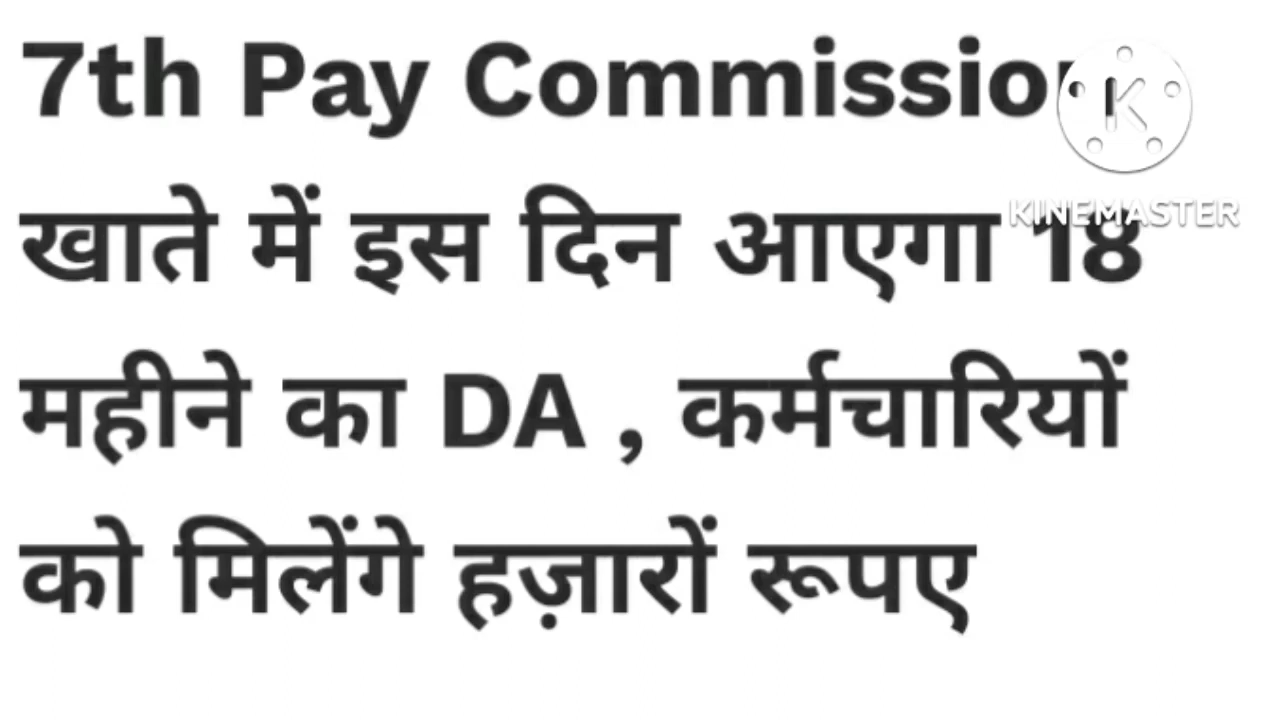 7th Pay Commission
खाते में इस दिन आएगा 18
महीने का DA , कर्मचारियों
को मिलेंगे हज़ारों रूपए
K
KINEMASTER